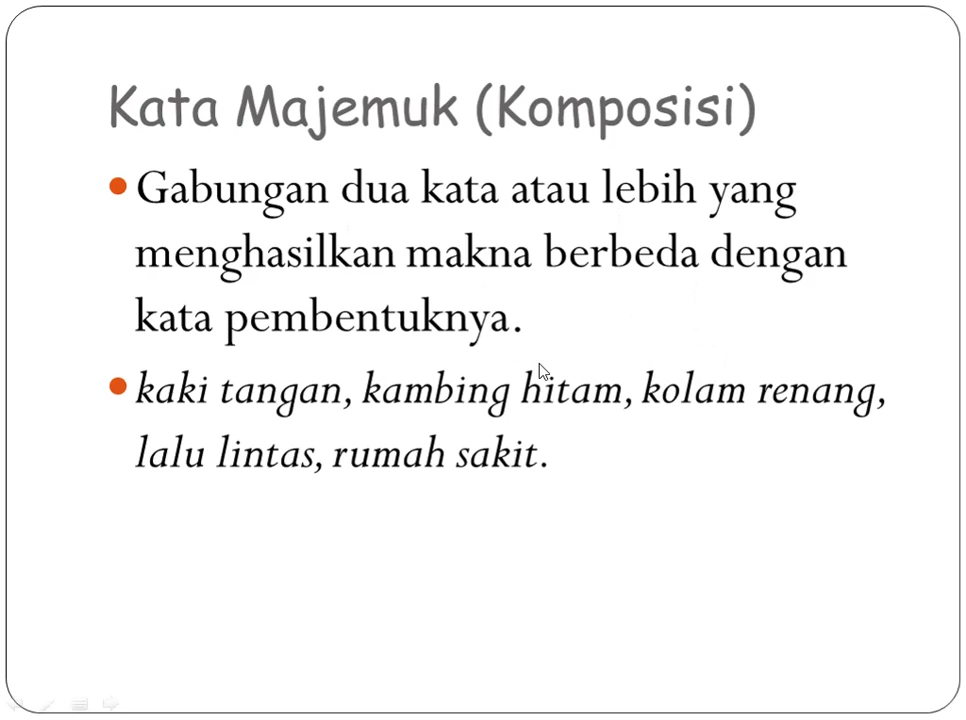 Kata Majemuk (Komposisi)
Gabungan dua kata atau lebih yang
menghasilkan makna berbeda dengan
kata pembentuknya.
kaki tangan, kambing hitam, kolam renang,
lalu lintas, rumah sakit.